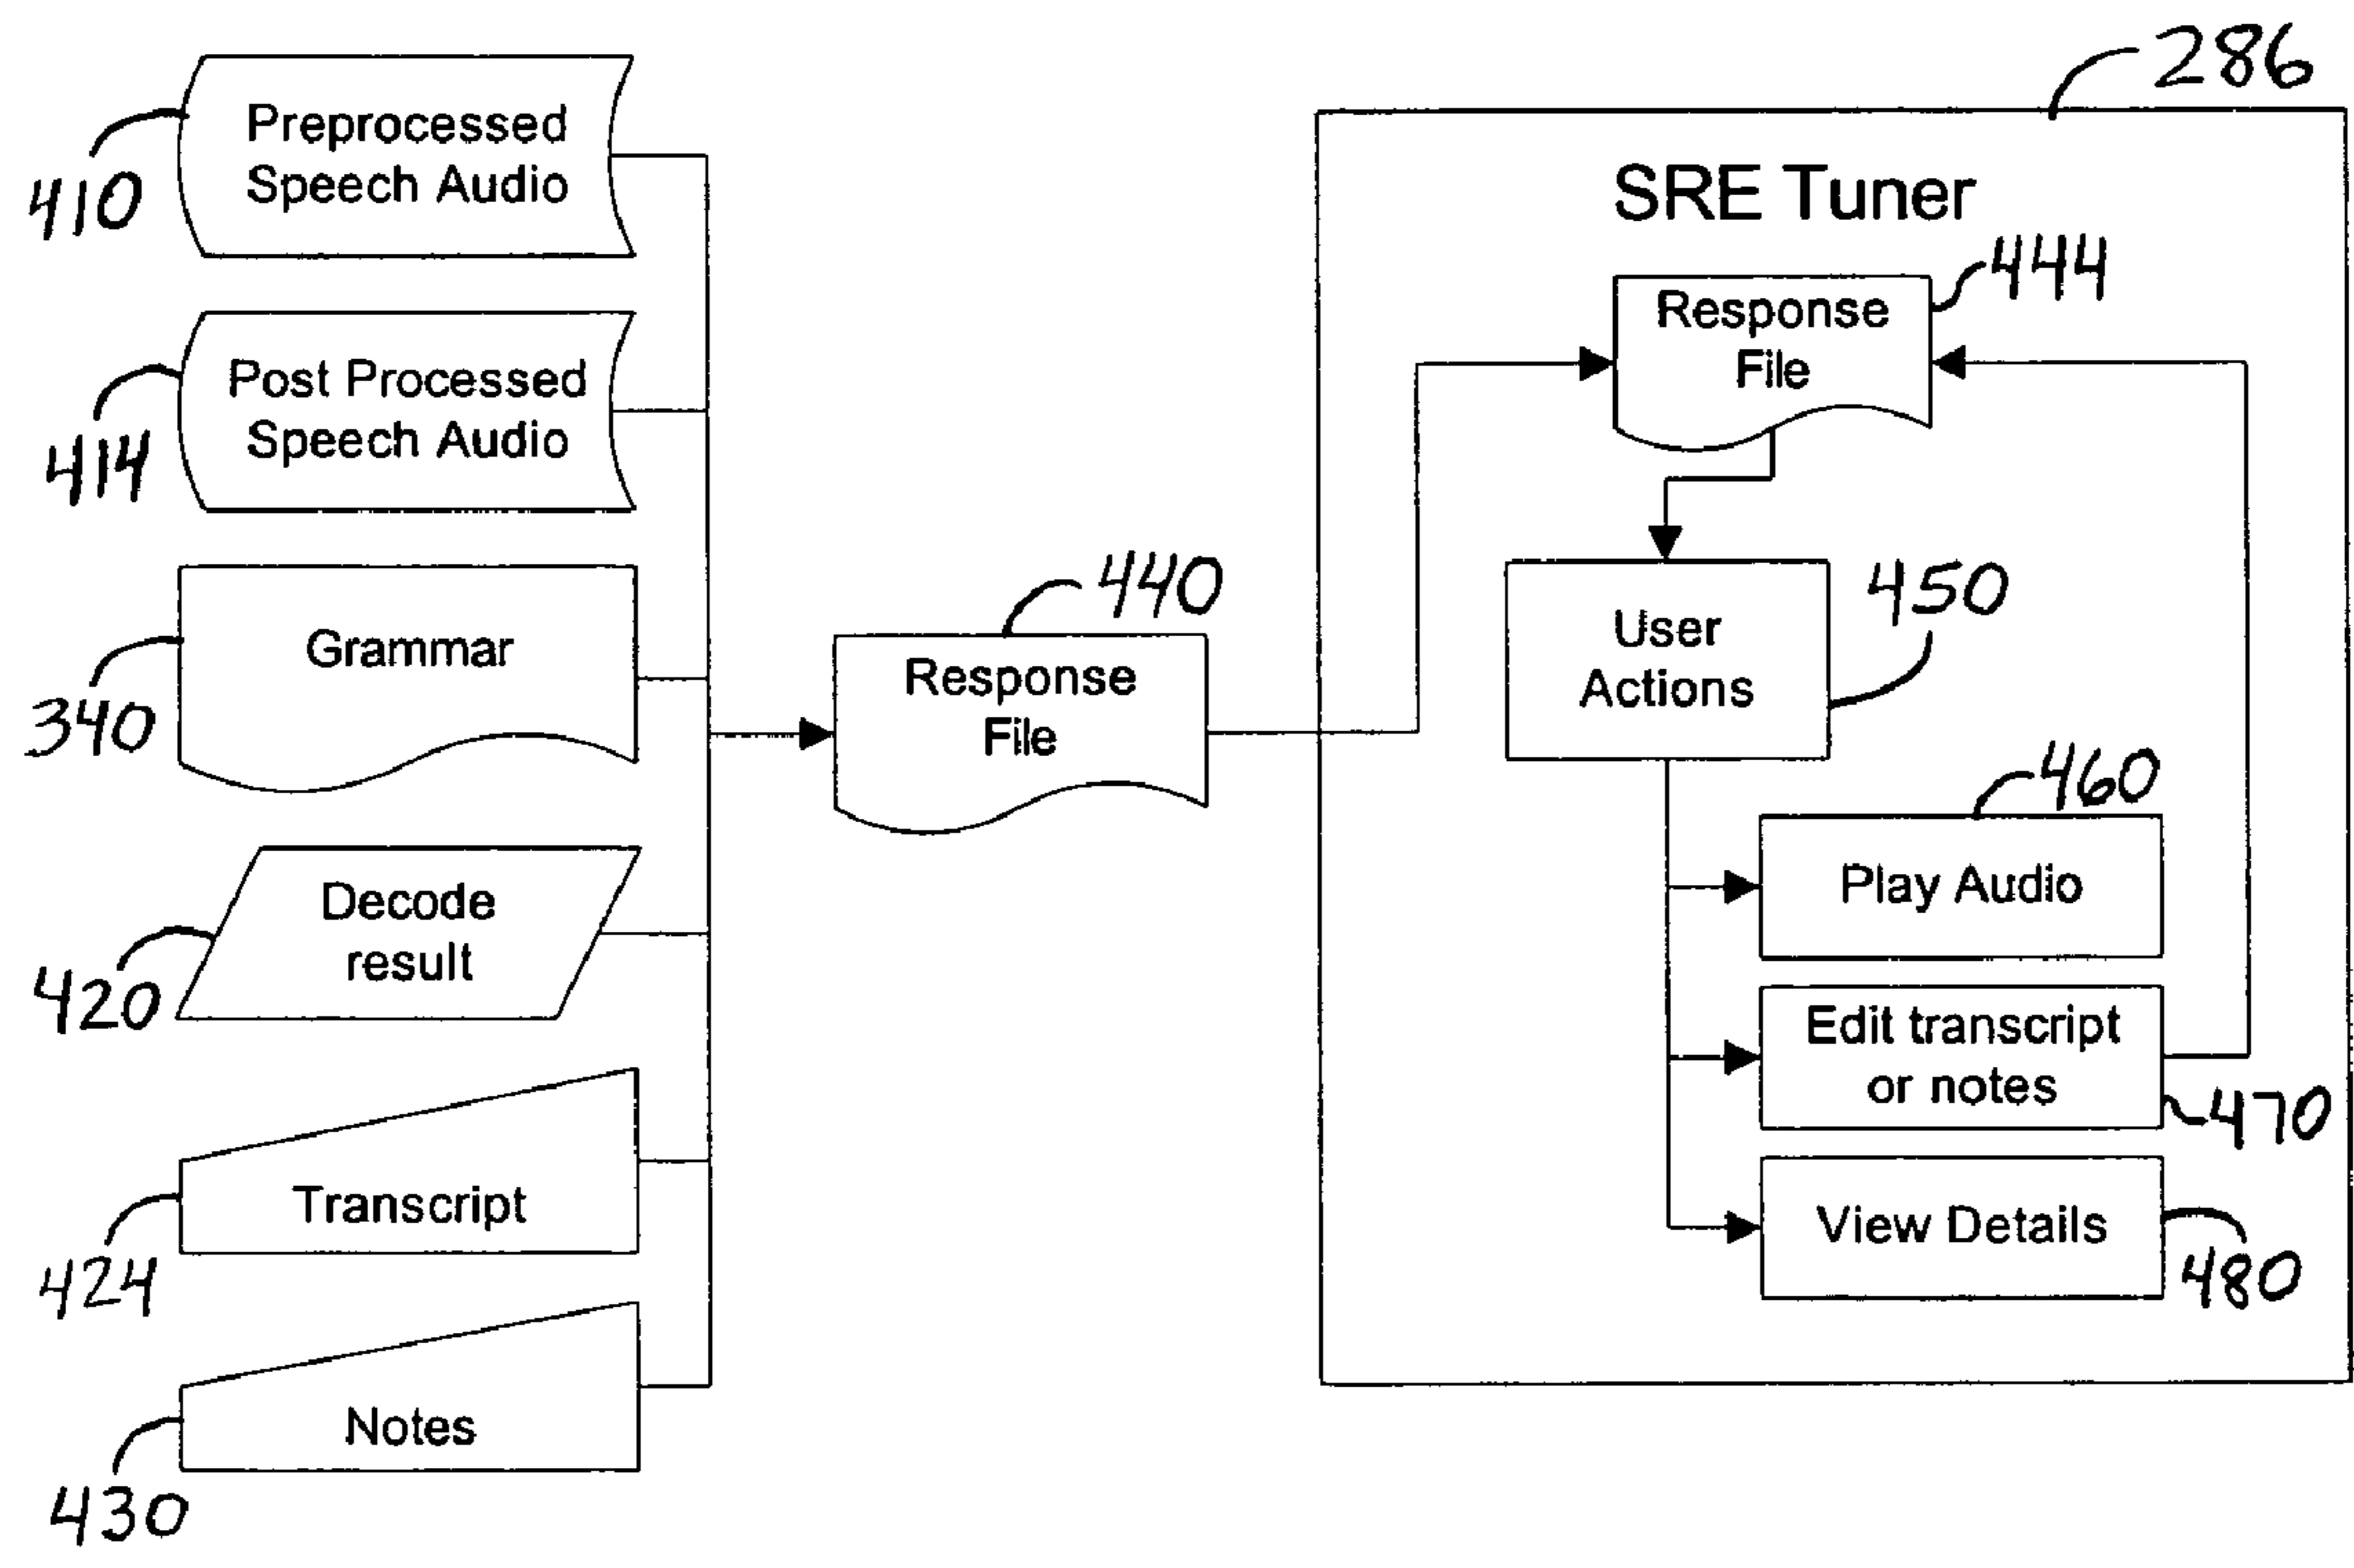 Preprocessed
Speech Audio
410
Post Processed
Speech Audio
414
Grammar
340
Decode
result
420
Transcript
424
Notes
430
440
Response
File
286
SRE Tuner
444
Response
File
450
User
Actions
460
Play Audio
Edit transcript
or notes
470
View Details
480